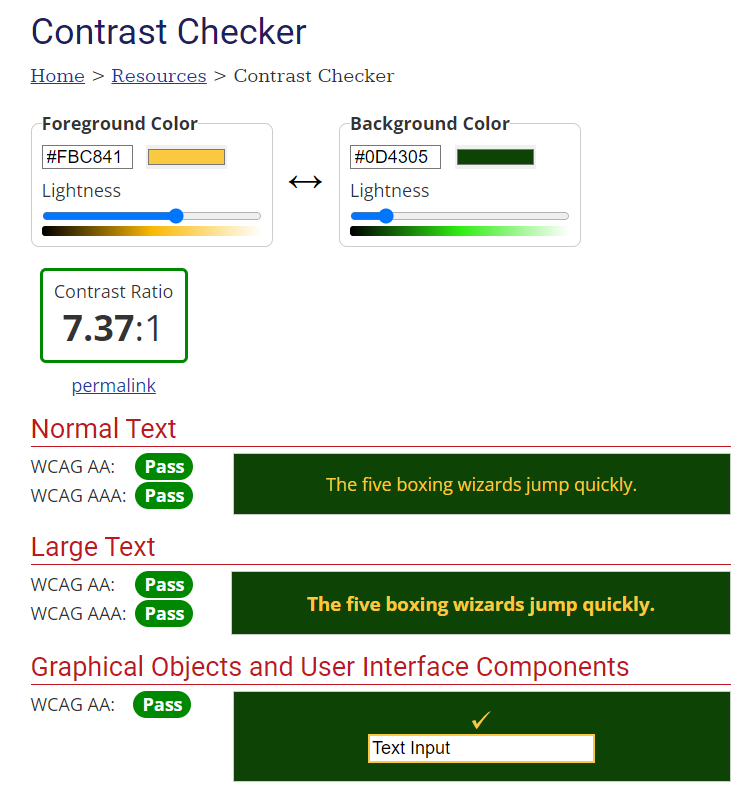 Contrast Checker
Home > Resources > Contrast Checker
Foreground Color
#FBC841
Lightness
Background Color
#0D4305
Lightness
Contrast Ratio
7.37:1
permalink
Normal Text
WCAG AA: Pass
WCAG AAA: Pass
The five boxing wizards jump quickly.
Large Text
WCAG AA: Pass
WCAG AAA: Pass
The five boxing wizards jump quickly.
Graphical Objects and User Interface Components
WCAG AA: Pass
Text Input